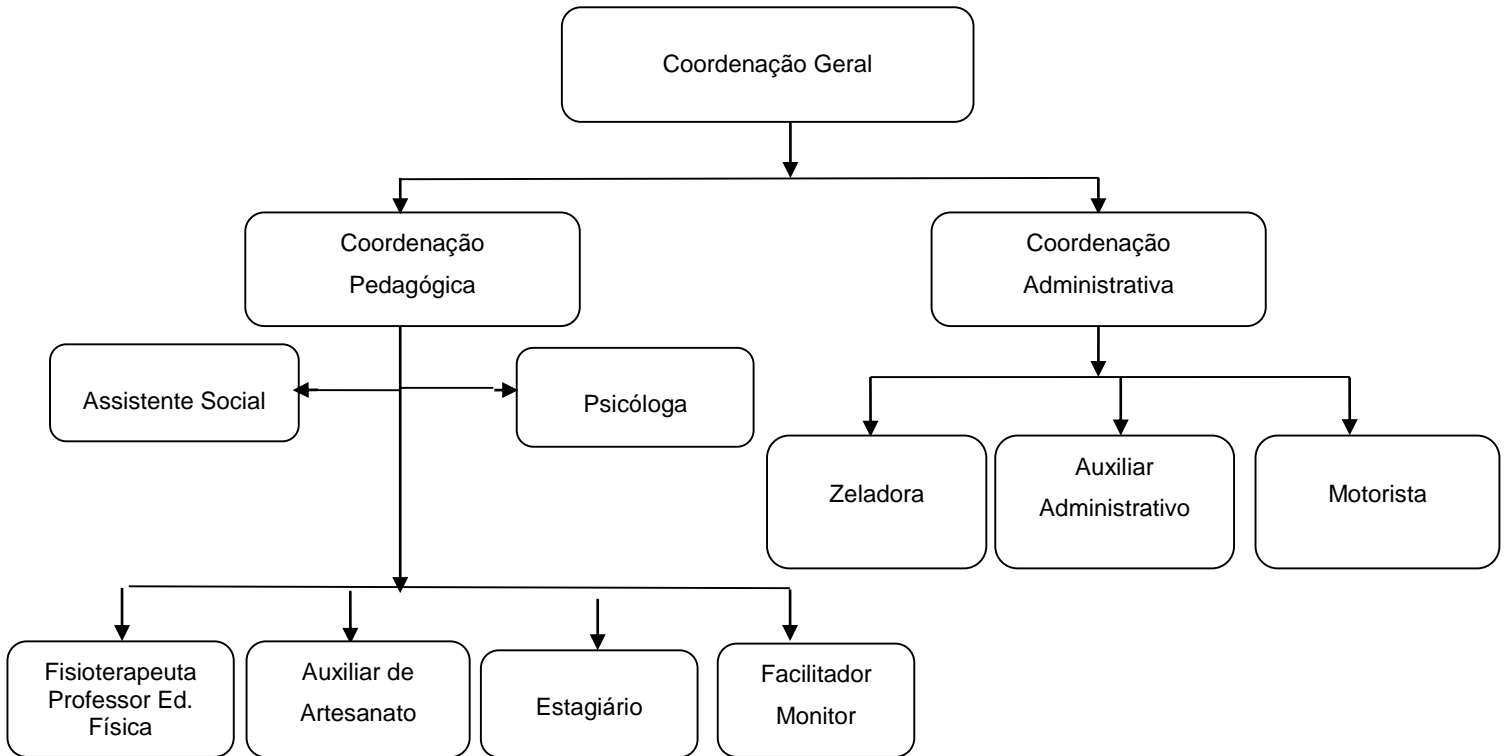 Coordenação Geral
Coordenação
Pedagógica
Coordenação
Administrativa
Assistente Social
Psicóloga
Zeladora
Auxiliar
Administrativo
Motorista
Fisioterapeuta
Professor Ed.
Física
Auxiliar de
Artesanato
Estagiário
Facilitador
Monitor